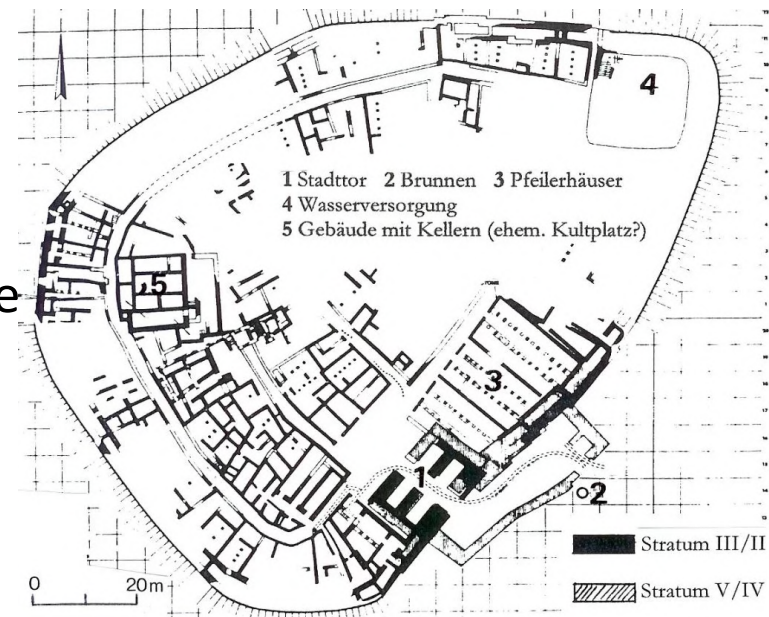 4
1 Stadttor 2 Brunnen 3 Pfeilerhäuser
4 Wasserversorgung
5 Gebäude mit Kellern (ehem. Kultplatz?)
5
e
3
1
2
Stratum III/II
0 20m
Stratum V/IV